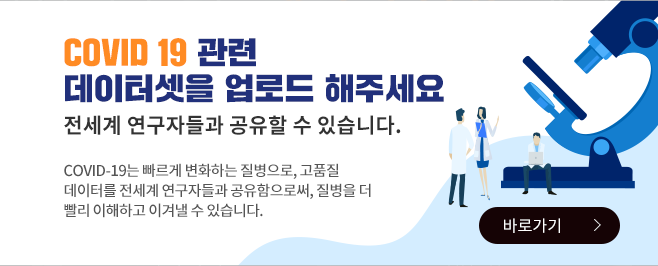 COVID 19 관련
데이터셋을 업로드 해주세요
전세계 연구자들과 공유할 수 있습니다.
COVID-19는 빠르게 변화하는 질병으로, 고품질
데이터를 전세계 연구자들과 공유함으로써, 질병을 더
빨리 이해하고 이겨낼 수 있습니다.
바로가기